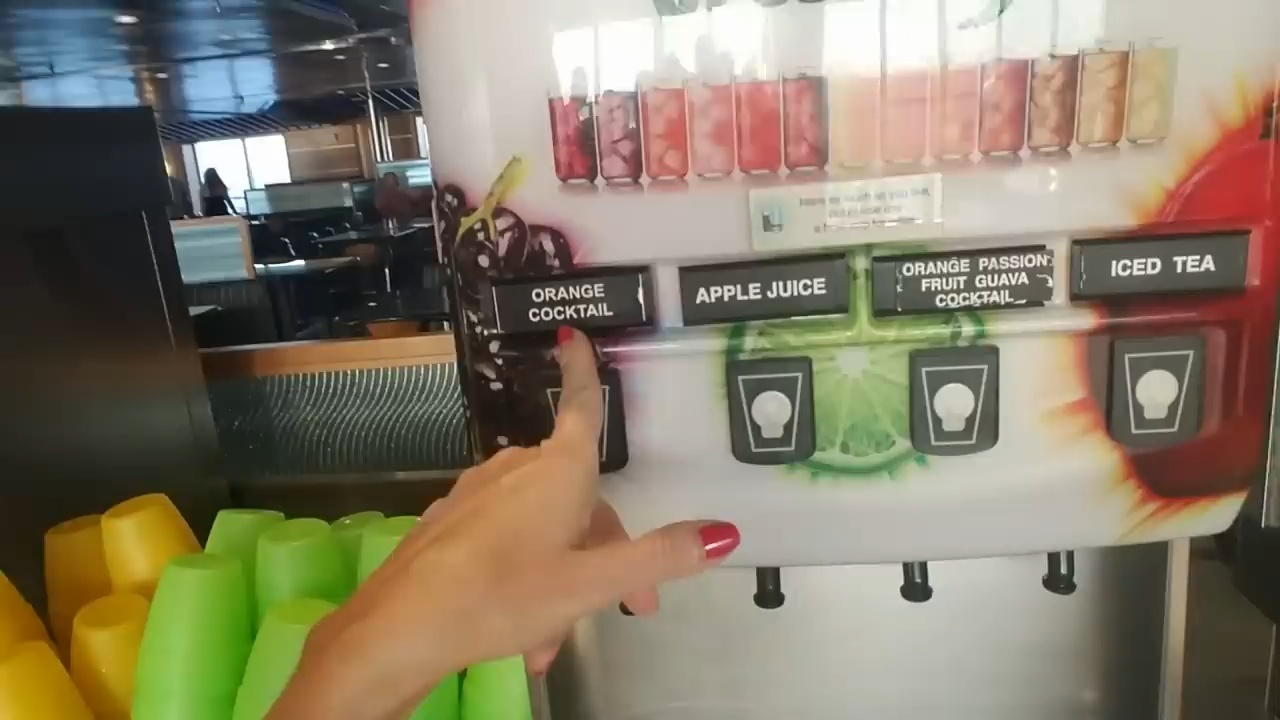 ORANGE
COCKTAIL
APPLE JUICE
ORANGE PASSION
FRUIT GUAVA
COCKTAIL
ICED TEA